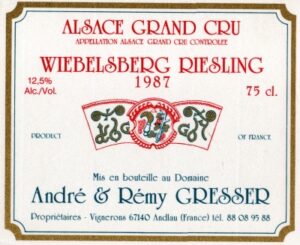 ALSACE GRAND CRU
APPELLATION ALSACE GRAND CRU CONTROLEE
WIEBELSBERG RIESLING
12,5%
Alc./Vol.
1987
75 cl.
PRODUCT
OF FRANCE.
Mis en bouteille au Domaine
André & Rémy GRESSER
Propriétaires - Vignerons 67140 Andlau (France) tél. 88 08 95 88